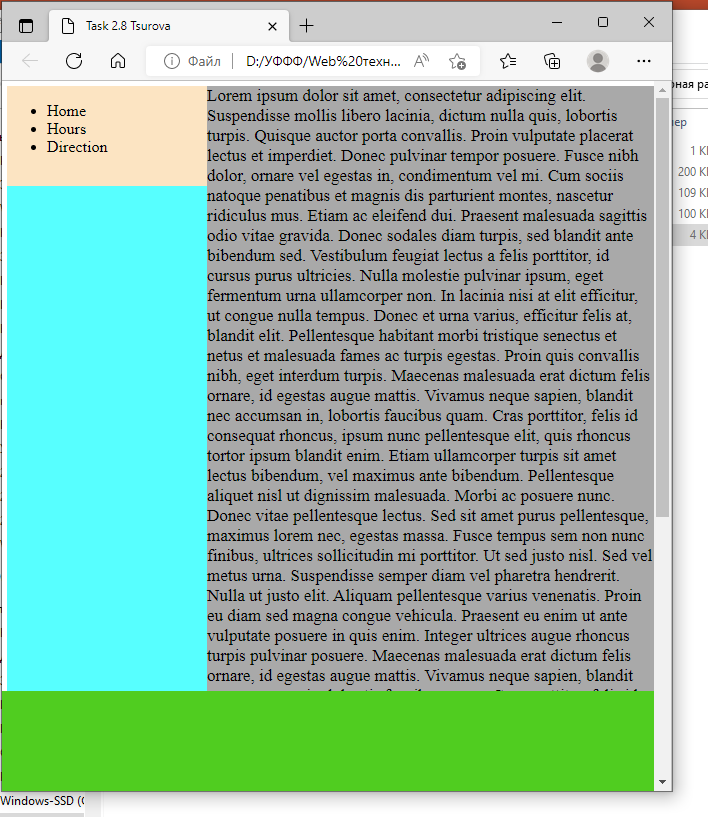 Task 2.8 Tsurova
Файл
D:/УФФФ/Web%20техн...
Home
Hours
Direction
Lorem ipsum dolor sit amet, consectetur adipiscing elit.
Suspendisse mollis libero lacinia, dictum nulla quis, lobortis
turpis. Quisque auctor porta convallis. Proin vulputate placerat
lectus et imperdiet. Donec pulvinar tempor posuere. Fusce nibh
dolor, ornare vel egestas in, condimentum vel mi. Cum sociis
natoque penatibus et magnis dis parturient montes, nascetur
ridiculus mus. Etiam ac eleifend dui. Praesent malesuada sagittis
odio vitae gravida. Donec sodales diam turpis, sed blandit ante
bibendum sed. Vestibulum feugiat lectus a felis porttitor, id
cursus purus ultricies. Nulla molestie pulvinar ipsum, eget
fermentum urna ullamcorper non. In lacinia nisi at elit efficitur,
ut congue nulla tempus. Donec et urna varius, efficitur felis at,
blandit elit. Pellentesque habitant morbi tristique senectus et
netus et malesuada fames ac turpis egestas. Proin quis convallis
nibh, eget interdum turpis. Maecenas malesuada erat dictum felis
ornare, id egestas augue mattis. Vivamus neque sapien, blandit
nec accumsan in, lobortis faucibus quam. Cras porttitor, felis id
consequat rhoncus, ipsum nunc pellentesque elit, quis rhoncus
tortor ipsum blandit enim. Etiam ullamcorper turpis sit amet
lectus bibendum, vel maximus ante bibendum. Pellentesque
aliquet nisl ut dignissim malesuada. Morbi ac posuere nunc.
Donec vitae pellentesque lectus. Sed sit amet purus pellentesque,
maximus lorem nec, egestas massa. Fusce tempus sem non nunc
finibus, ultrices sollicitudin mi porttitor. Ut sed justo nisl. Sed vel
metus urna. Suspendisse semper diam vel pharetra hendrerit.
Nulla ut justo elit. Aliquam pellentesque varius venenatis. Proin
eu diam sed magna congue vehicula. Praesent eu enim ut ante
vulputate posuere in quis enim. Integer ultrices augue rhoncus
turpis pulvinar posuere. Maecenas malesuada erat dictum felis
ornare, id egestas augue mattis. Vivamus neque sapien, blandit
1
200
109
100
4
Windows-SSD (